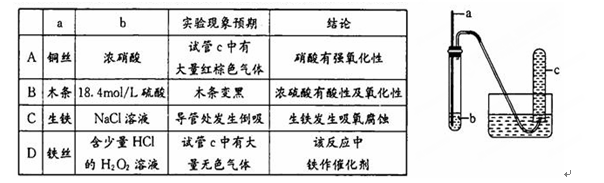 a b 实验现象预期 结论
A 铜丝 浓硝酸 试管c中有大量红棕色气体 硝酸有强氧化性
B 木条 18.4mol/L硫酸 木条变黑 浓硫酸有酸性及氧化性
C 生铁 NaCl溶液 导管处发生倒吸 生铁发生吸氧腐蚀
D 铁丝 含少量HCl的H₂O₂溶液 试管c中有大量无色气体 该反应中铁作催化剂
a
c
b